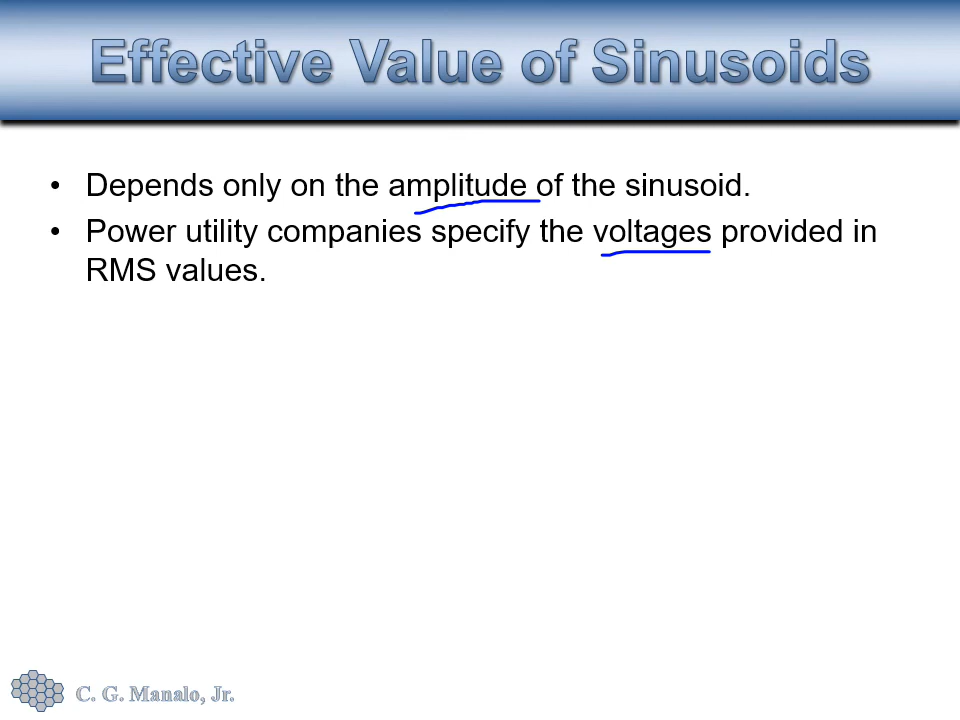 Effective Value of Sinusoids
• Depends only on the amplitude of the sinusoid.
• Power utility companies specify the voltages provided in
RMS values.
C. G. Manalo, Jr.